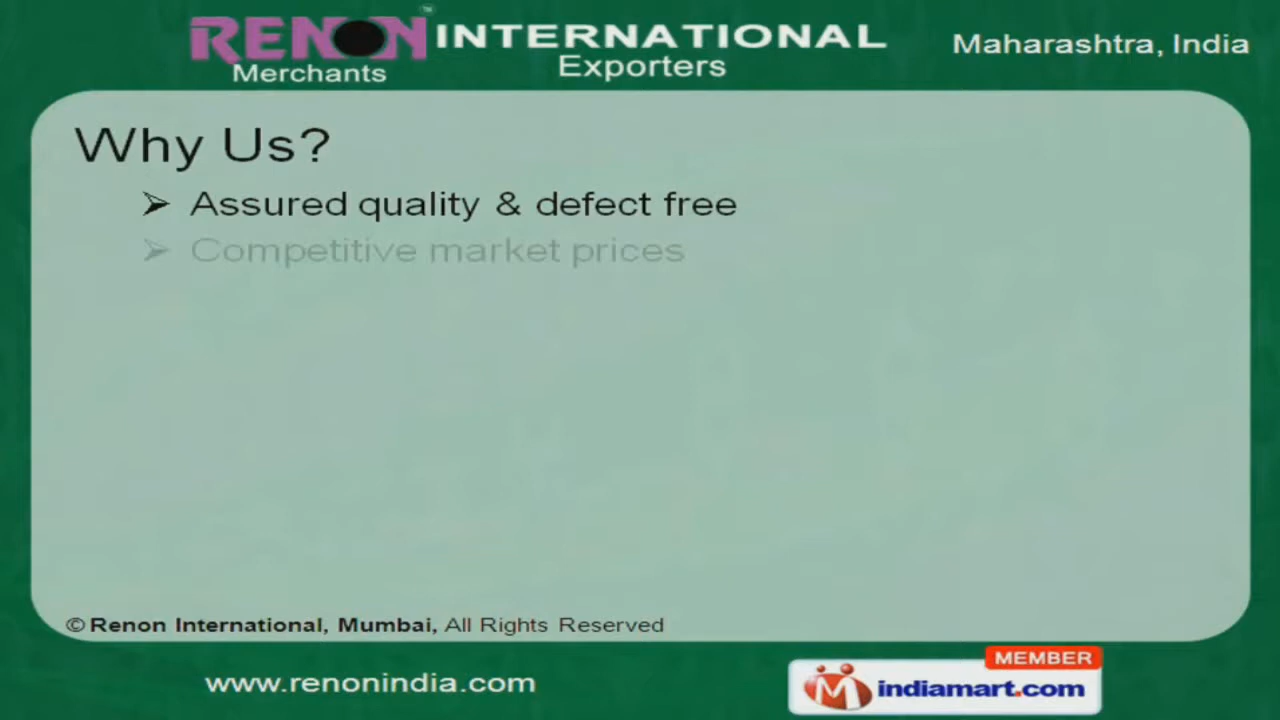 RENON™ INTERNATIONAL
Merchants Exporters
Maharashtra, India
Why Us?
➢ Assured quality & defect free
➢ Competitive market prices
© Renon International, Mumbai, All Rights Reserved
www.renonindia.com
MEMBER
indiamart.com